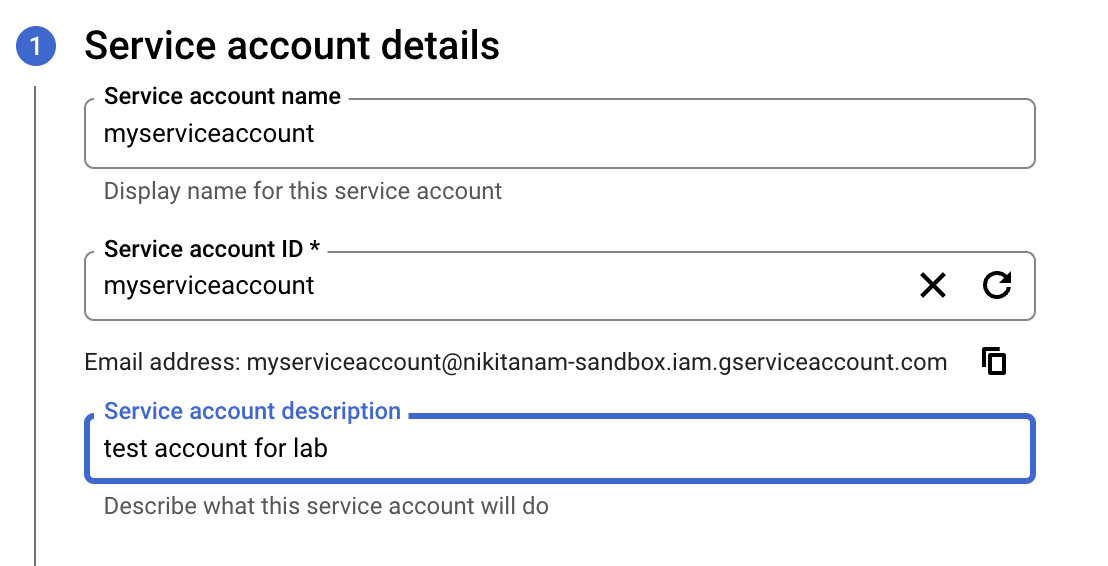 1
Service account details
Service account name
myserviceaccount
Display name for this service account
Service account ID *
myserviceaccount
Email address: myserviceaccount@nikitanam-sandbox.iam.gserviceaccount.com
Service account description
test account for lab
Describe what this service account will do